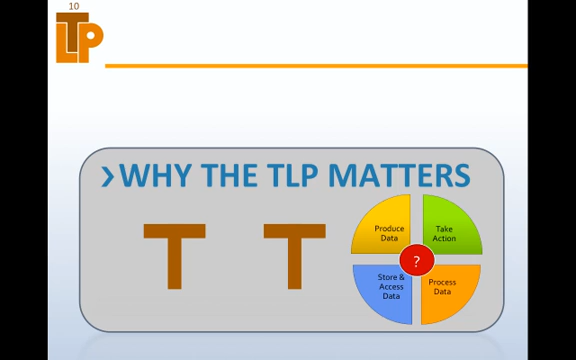 10
TLP
›WHY THE TLP MATTERS
T T
Produce
Data
Take
Action
?
Store &
Access
Data
Process
Data